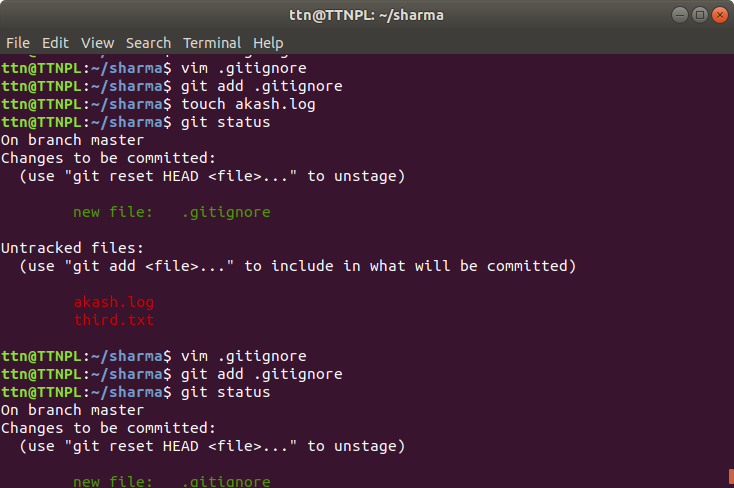 ttn@TTNPL: ~/sharma
File Edit View Search Terminal Help
ttn@TTNPL:~/sharma$ vim .gitignore
ttn@TTNPL:~/sharma$ git add .gitignore
ttn@TTNPL:~/sharma$ touch akash.log
ttn@TTNPL:~/sharma$ git status
On branch master
Changes to be committed:
  (use "git reset HEAD <file>..." to unstage)
        new file:   .gitignore
Untracked files:
  (use "git add <file>..." to include in what will be committed)
        akash.log
        third.txt
ttn@TTNPL:~/sharma$ vim .gitignore
ttn@TTNPL:~/sharma$ git add .gitignore
ttn@TTNPL:~/sharma$ git status
On branch master
Changes to be committed:
  (use "git reset HEAD <file>..." to unstage)
        new file:   .gitignore